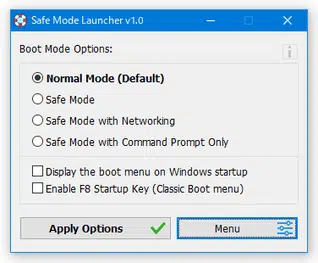 Safe Mode Launcher v1.0
Boot Mode Options:
Normal Mode (Default)
Safe Mode
Safe Mode with Networking
Safe Mode with Command Prompt Only
Display the boot menu on Windows startup
Enable F8 Startup Key (Classic Boot menu)
Apply Options
Menu